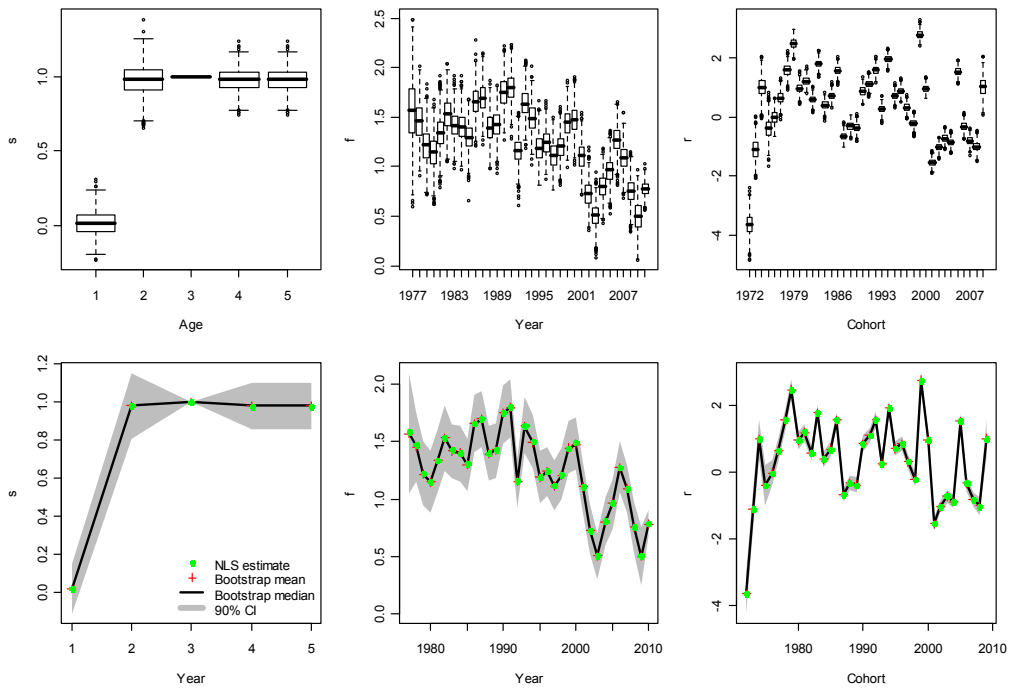 s
0.0
0.5
1.0
1 2 3 4 5
Age
f
0.0 0.5 1.0 1.5 2.0 2.5
1977 1983 1989 1995 2001 2007
Year
r
-4 -2 0 2
1972 1979 1986 1993 2000 2007
Cohort
s
0.0 0.2 0.4 0.6 0.8 1.0 1.2
NLS estimate
Bootstrap mean
Bootstrap median
90% CI
1 2 3 4 5
Year
f
0.0 0.5 1.0 1.5 2.0
1980 1990 2000 2010
Year
r
-4 -2 0 2
1980 1990 2000 2010
Cohort